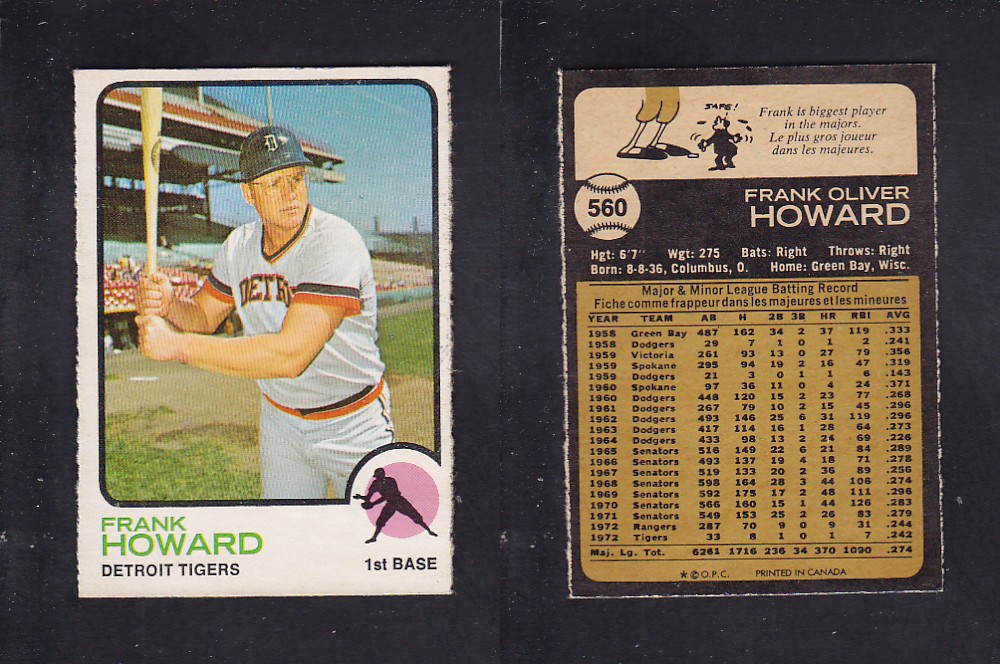 D
DETR
FRANK
HOWARD
DETROIT TIGERS
1st BASE
SAFE!
Frank is biggest player
in the majors.
Le plus gros joueur
dans les majeures.
560
FRANK OLIVER
HOWARD
Hgt: 6'7" Wgt: 275 Bats: Right Throws: Right
Born: 8-8-36, Columbus, O. Home: Green Bay, Wisc.
Major & Minor League Batting Record
Fiche comme frappeur dans les majeures et les mineures
YEAR TEAM AB H 2B 3B HR RBI AVG
1958 Green Bay 487 162 34 2 37 119 .333
1958 Dodgers 29 7 1 0 1 2 .241
1959 Victoria 261 93 13 0 27 79 .356
1959 Spokane 295 94 19 2 16 47 .319
1959 Dodgers 21 3 0 1 1 6 .143
1960 Spokane 97 36 11 0 4 24 .371
1960 Dodgers 448 120 15 2 23 77 .268
1961 Dodgers 267 79 10 2 15 45 .296
1962 Dodgers 493 146 25 6 31 119 .296
1963 Dodgers 417 114 16 1 28 64 .273
1964 Dodgers 433 98 13 2 24 69 .226
1965 Senators 516 149 22 6 21 84 .289
1966 Senators 493 137 19 4 18 71 .278
1967 Senators 519 133 20 2 36 89 .256
1968 Senators 598 164 28 3 44 106 .274
1969 Senators 592 175 17 2 48 111 .296
1970 Senators 566 160 15 1 44 126 .283
1971 Senators 549 153 25 2 26 83 .279
1972 Rangers 287 70 9 0 9 31 .244
1972 Tigers 33 8 1 0 1 7 .242
Maj. Lg. Tot. 6261 1716 236 34 370 1090 .274
★©O.P.C. PRINTED IN CANADA